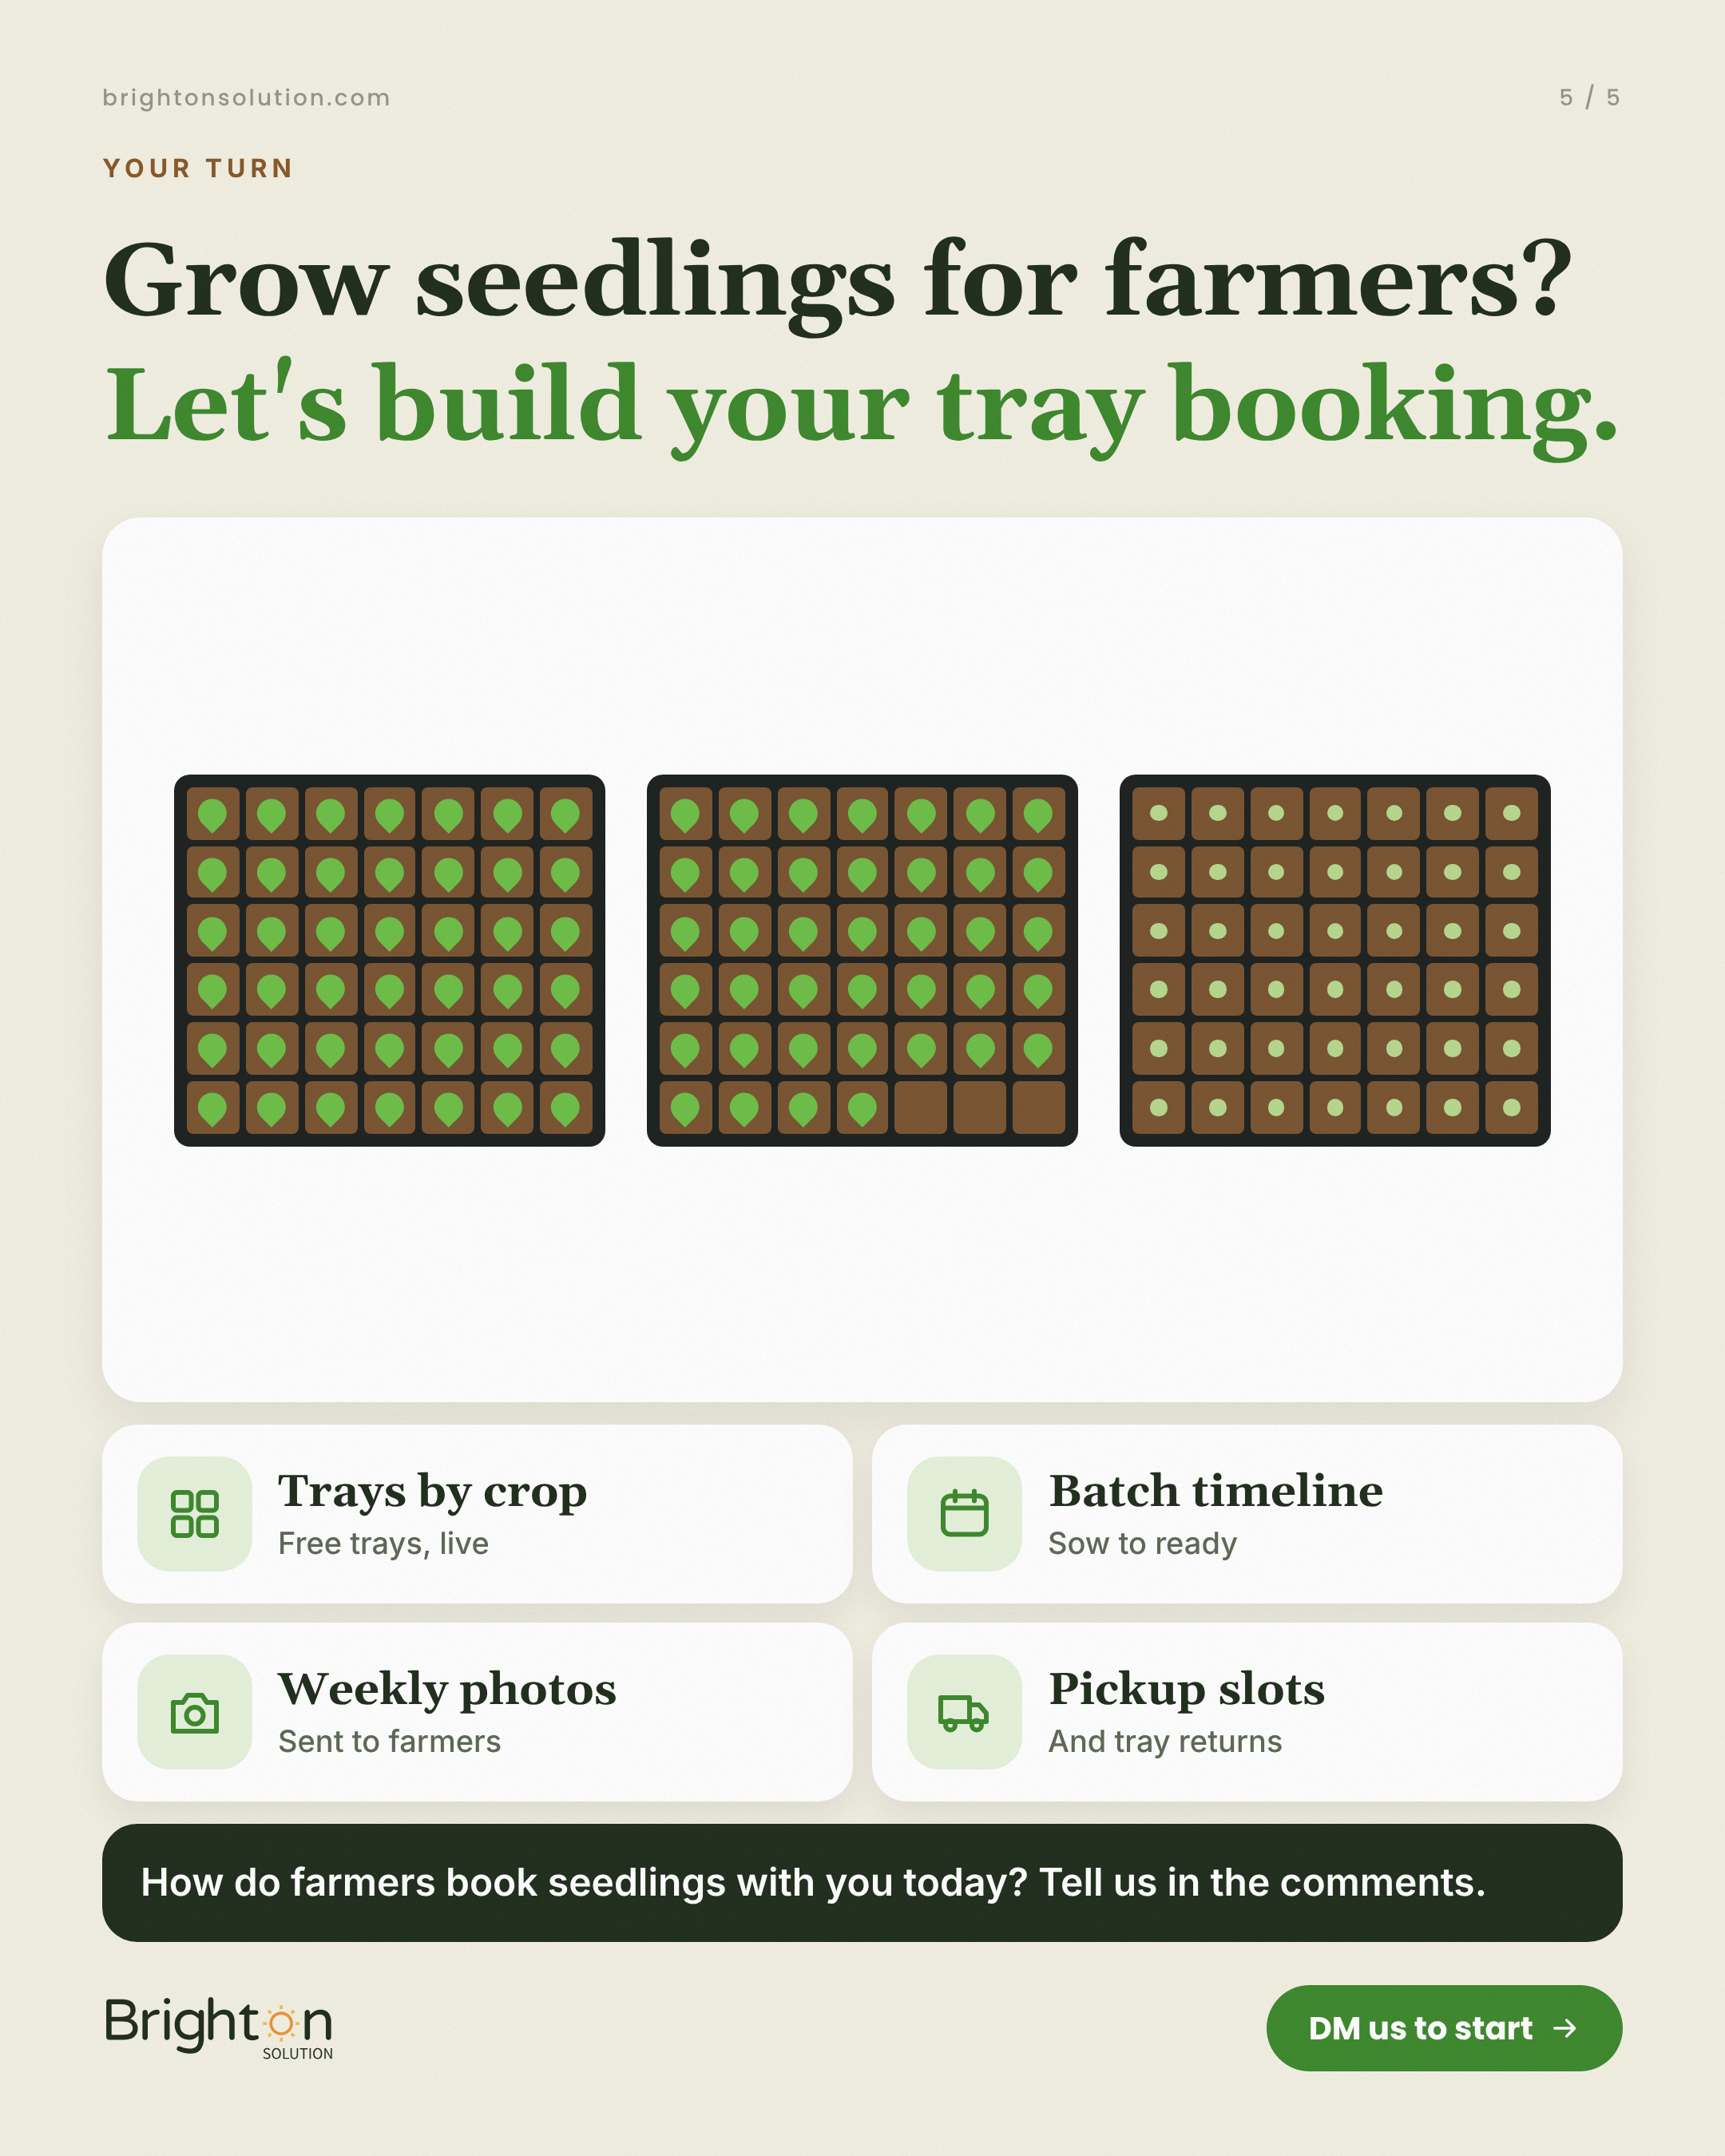 brightonsolution.com
5 / 5
YOUR TURN
Grow seedlings for farmers?
Let's build your tray booking.
Trays by crop
Free trays, live
Batch timeline
Sow to ready
Weekly photos
Sent to farmers
Pickup slots
And tray returns
How do farmers book seedlings with you today? Tell us in the comments.
Brighton
SOLUTION
DM us to start →